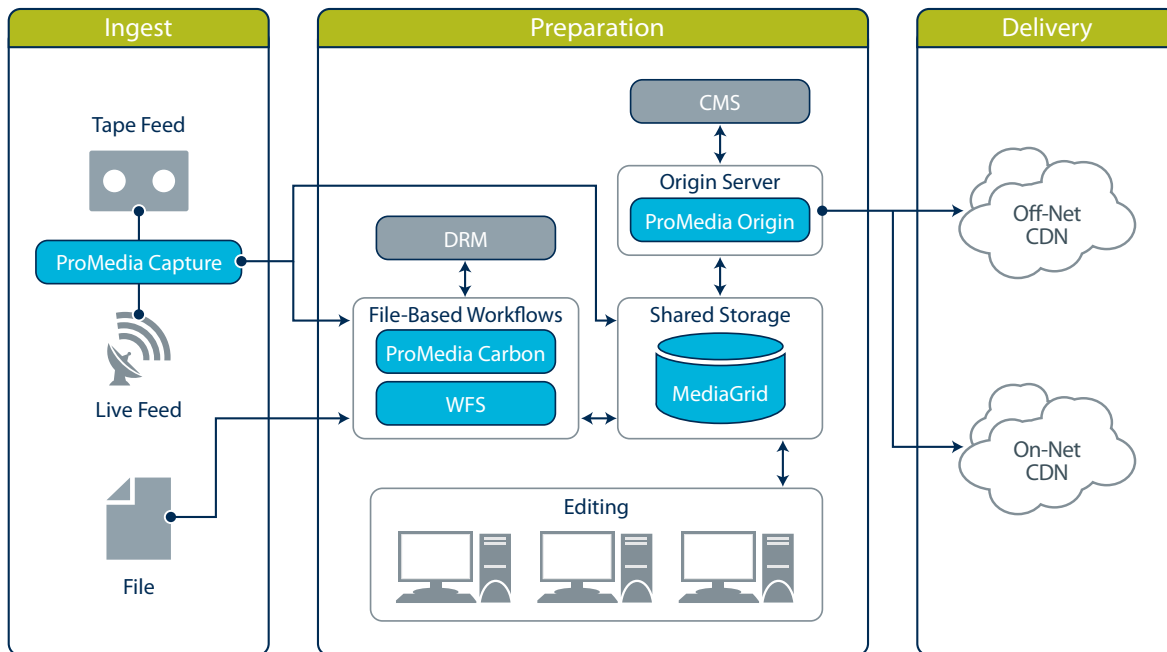 Ingest
Tape Feed
ProMedia Capture
Live Feed
File
Preparation
CMS
Origin Server
ProMedia Origin
DRM
File-Based Workflows
ProMedia Carbon
WFS
Shared Storage
MediaGrid
Editing
Delivery
Off-Net
CDN
On-Net
CDN